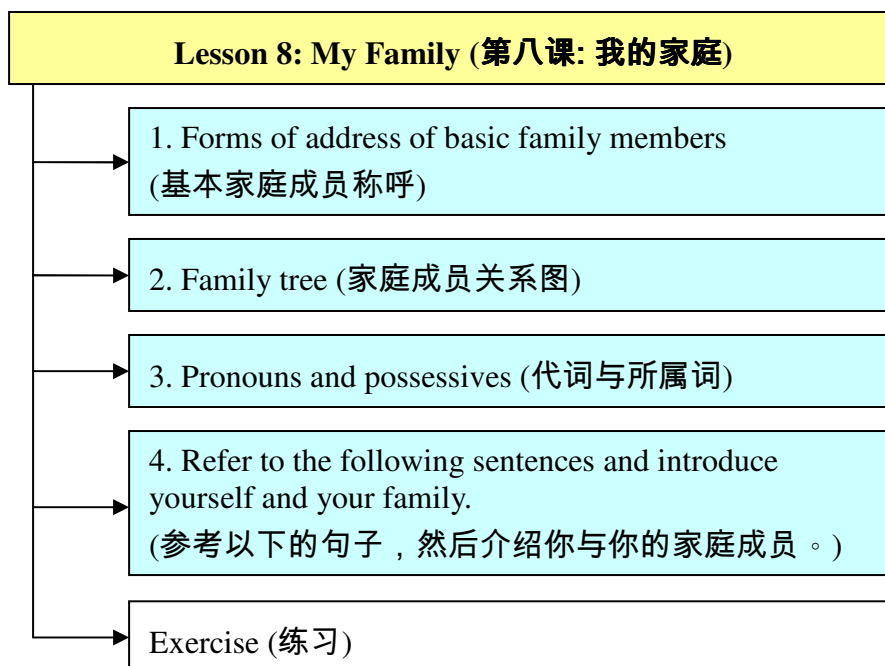 Lesson 8: My Family (第八课: 我的家庭)
1. Forms of address of basic family members
(基本家庭成员称呼)
2. Family tree (家庭成员关系图)
3. Pronouns and possessives (代词与所属词)
4. Refer to the following sentences and introduce
yourself and your family.
(参考以下的句子，然后介绍你与你的家庭成员。)
Exercise (练习)